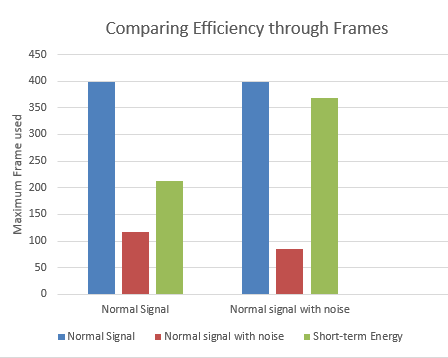 Comparing Efficiency through Frames
Maximum Frame used
450
400
350
300
250
200
150
100
50
0
Normal Signal
Normal signal with noise
Normal Signal
Normal signal with noise
Short-term Energy